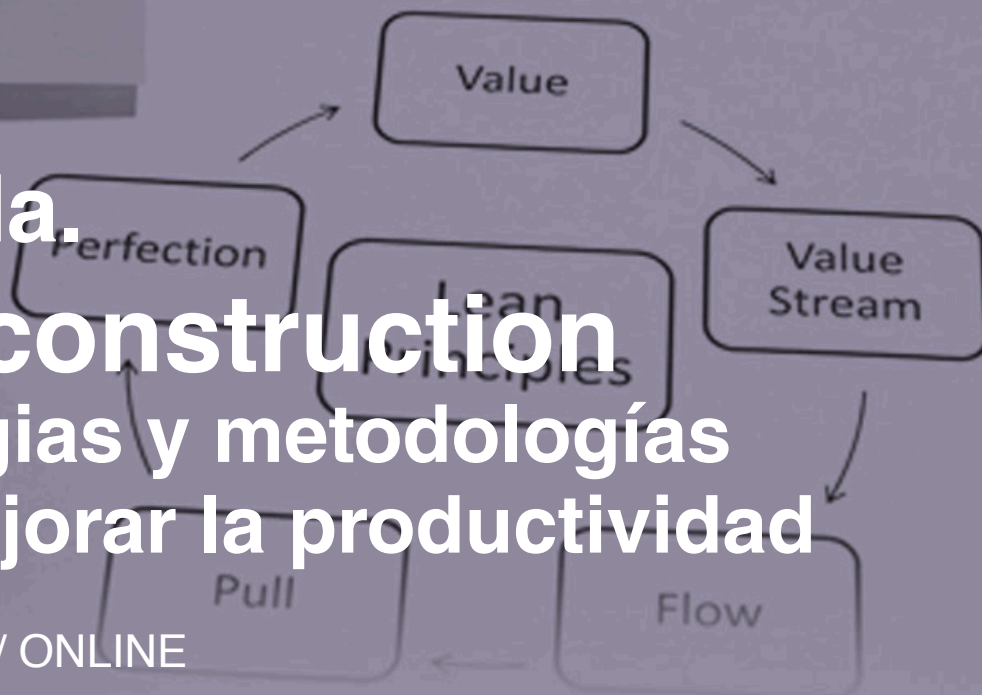 Value
la.
Perfection
Value
Stream
Lean
Principles
construction
gias y metodologías
jorar la productividad
Pull
Flow
/ ONLINE